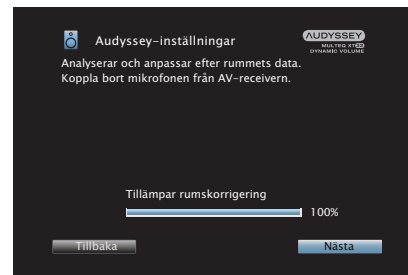 Audyssey–inställningar
AUDYSSEY
MULTEQ XT32
DYNAMIC VOLUME
Analyserar och anpassar efter rummets data.
Koppla bort mikrofonen från AV–receivern.
Tillämpar rumskorrigering
100%
Tillbaka
Nästa